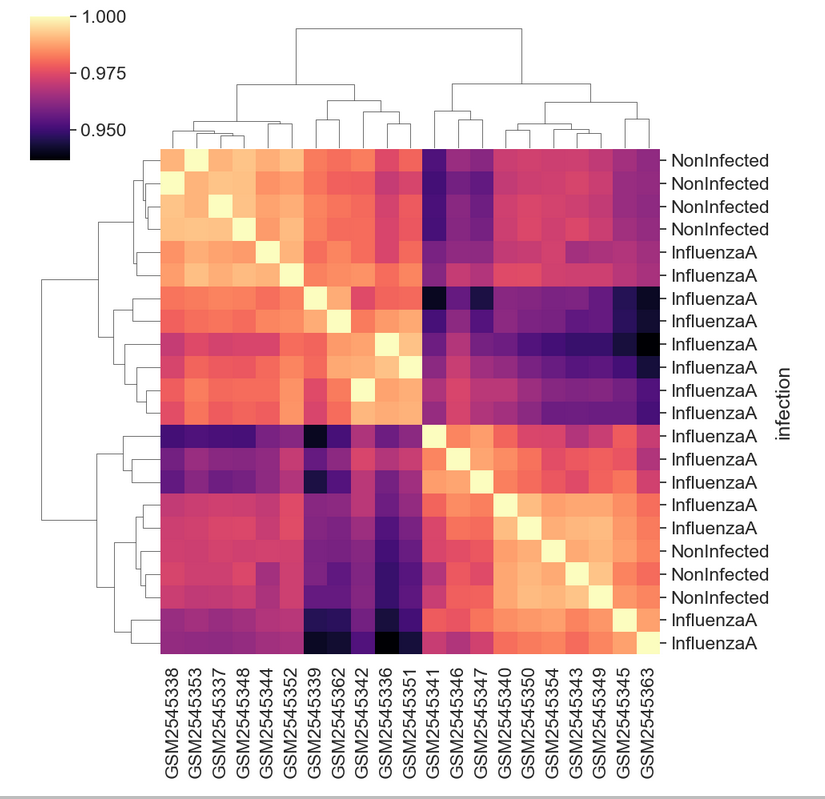 1.000
0.975
0.950
NonInfected
NonInfected
NonInfected
NonInfected
InfluenzaA
InfluenzaA
InfluenzaA
InfluenzaA
InfluenzaA
InfluenzaA
InfluenzaA
InfluenzaA
InfluenzaA
InfluenzaA
InfluenzaA
InfluenzaA
InfluenzaA
NonInfected
NonInfected
NonInfected
InfluenzaA
InfluenzaA
infection
GSM2545338
GSM2545353
GSM2545337
GSM2545348
GSM2545344
GSM2545352
GSM2545339
GSM2545362
GSM2545342
GSM2545336
GSM2545351
GSM2545341
GSM2545346
GSM2545347
GSM2545340
GSM2545350
GSM2545354
GSM2545343
GSM2545349
GSM2545345
GSM2545363